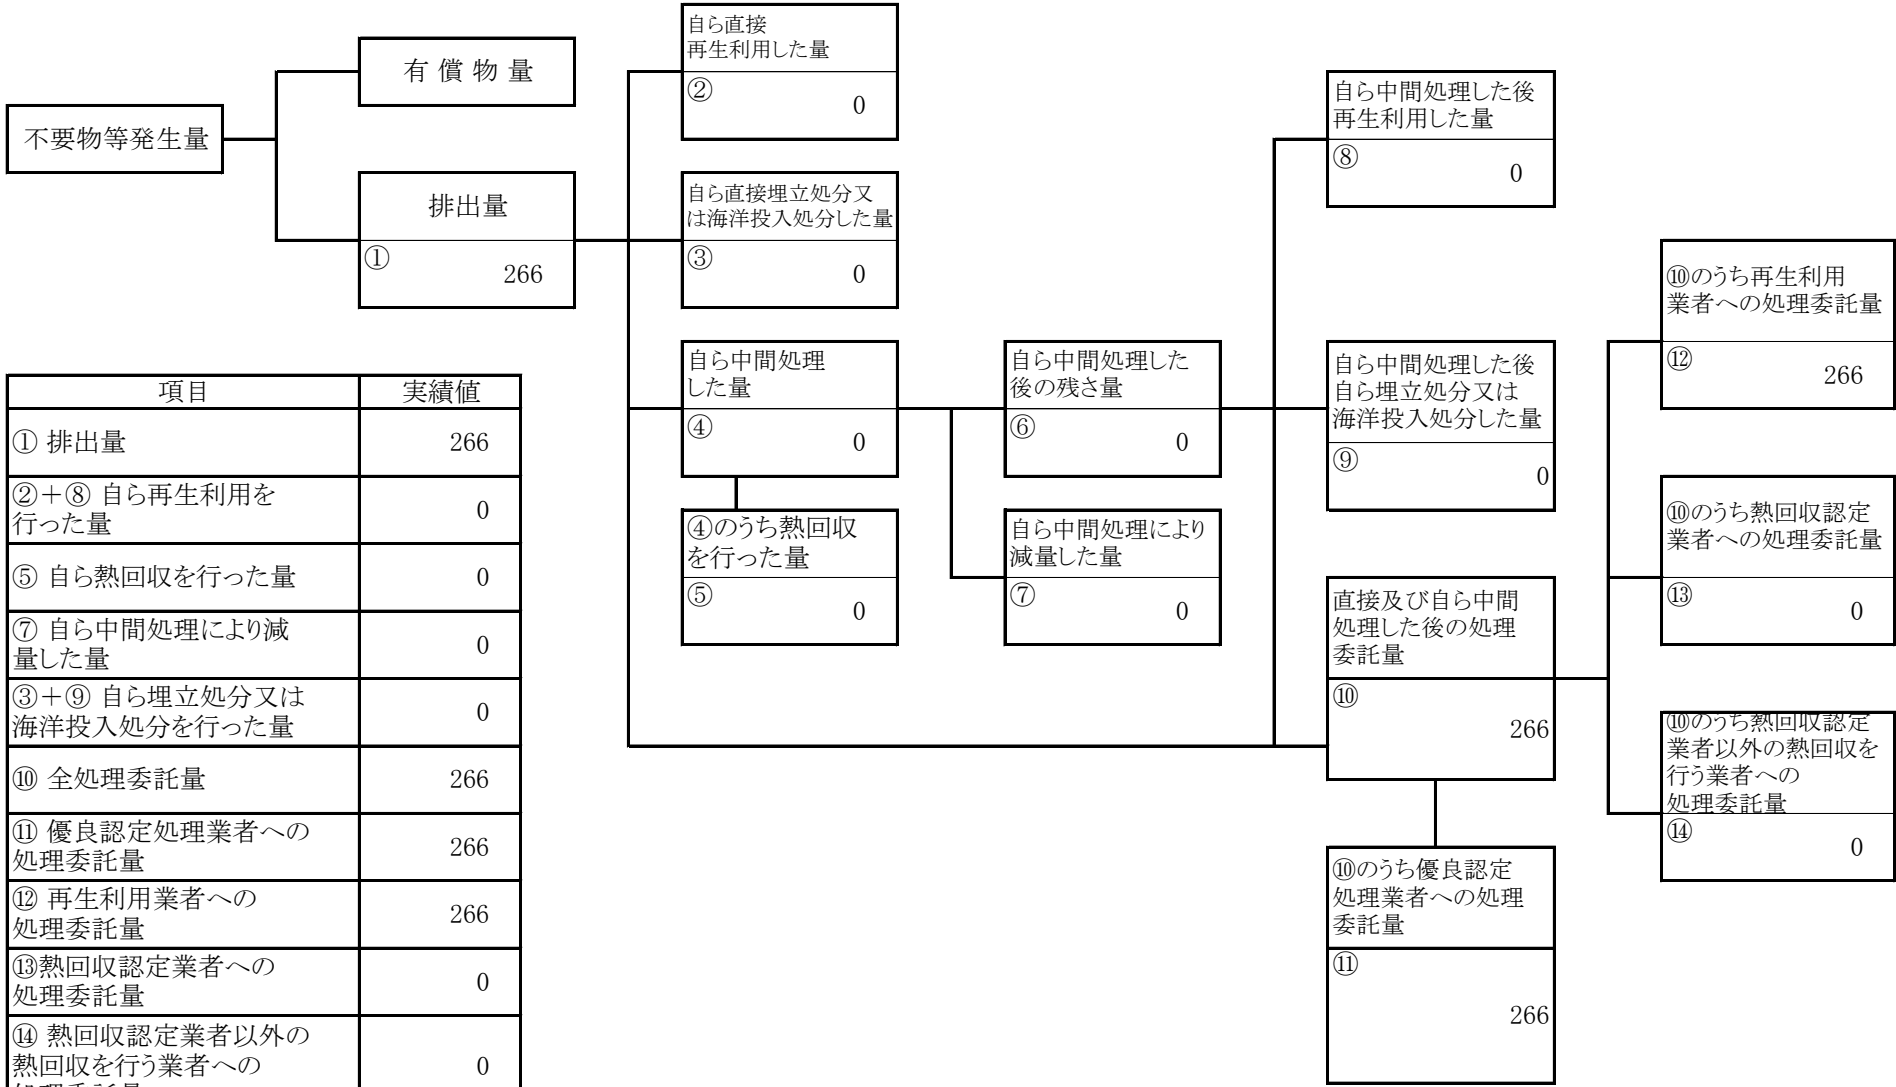 不要物等発生量
有 償 物 量
排出量
①
266
自ら直接
再生利用した量
②
0
自ら直接埋立処分又
は海洋投入処分した量
③
0
自ら中間処理
した量
④
0
④のうち熱回収
を行った量
⑤
0
自ら中間処理した
後の残さ量
⑥
0
自ら中間処理により
減量した量
⑦
0
自ら中間処理した後
再生利用した量
⑧
0
自ら中間処理した後
自ら埋立処分又は
海洋投入処分した量
⑨
0
直接及び自ら中間
処理した後の処理
委託量
⑩
266
⑩のうち優良認定
処理業者への処理
委託量
⑪
266
⑩のうち再生利用
業者への処理委託量
⑫
266
⑩のうち熱回収認定
業者への処理委託量
⑬
0
⑩のうち熱回収認定
業者以外の熱回収を
行う業者への
処理委託量
⑭
0
項目 実績値
① 排出量 266
②+⑧ 自ら再生利用を
行った量
0
⑤ 自ら熱回収を行った量 0
⑦ 自ら中間処理により減
量した量
0
③+⑨ 自ら埋立処分又は
海洋投入処分を行った量
0
⑩ 全処理委託量 266
⑪ 優良認定処理業者への
処理委託量
266
⑫ 再生利用業者への
処理委託量
266
⑬熱回収認定業者への
処理委託量
0
⑭ 熱回収認定業者以外の
熱回収を行う業者への
0